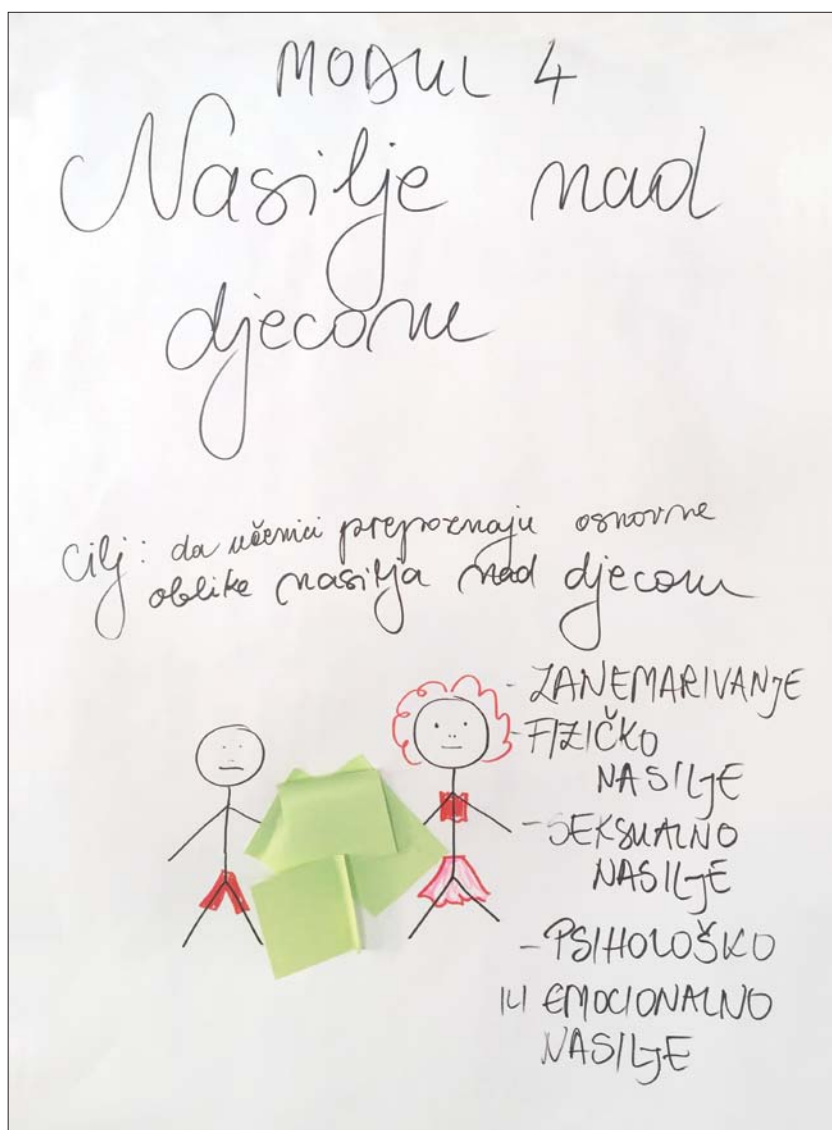 MODUL 4
Nasilje nad
djecom
Cilj: da učenici prepoznaju osnovne
oblike nasilja nad djecom
- ZANEMARIVANJE
- FIZIČKO
NASILJE
- SEKSUALNO
NASILJE
- PSIHOLOŠKO
ILI EMOCIONALNO
NASILJE